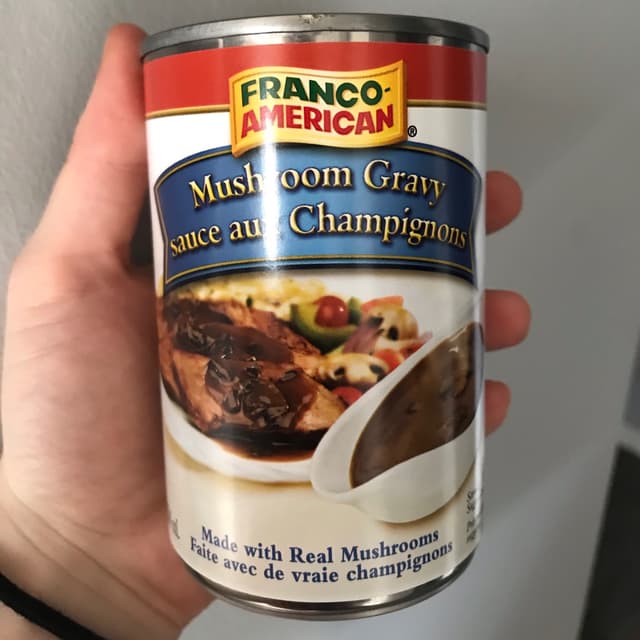 FRANCO-
AMERICAN®
Mushroom Gravy
sauce aux Champignons
Made with Real Mushrooms
Faite avec de vraie champignons